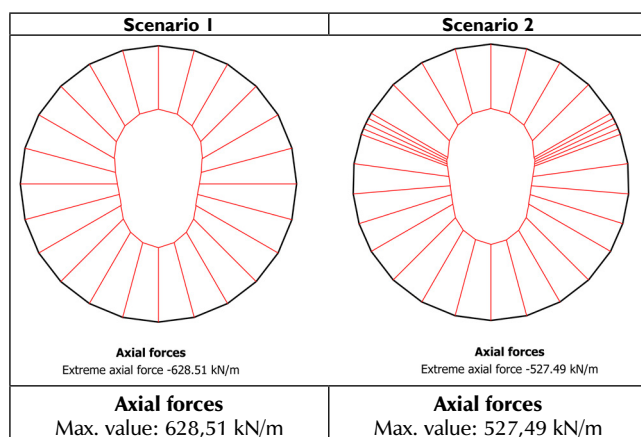 Scenario 1
Scenario 2
Axial forces
Extreme axial force -628.51 kN/m
Axial forces
Extreme axial force -527.49 kN/m
Axial forces
Max. value: 628,51 kN/m
Axial forces
Max. value: 527,49 kN/m